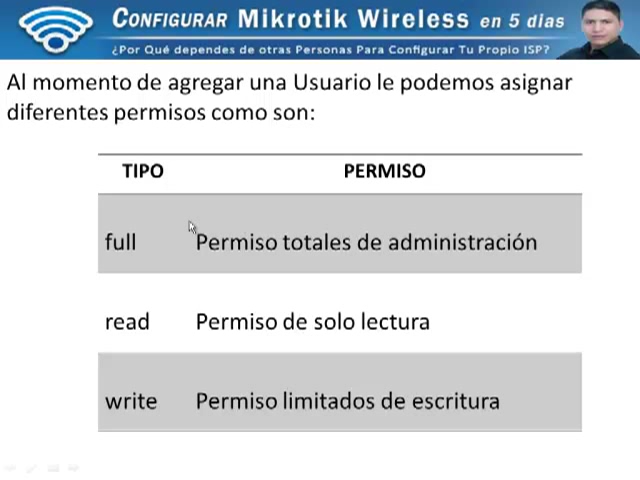 CONFIGURAR Mikrotik Wireless en 5 dias
¿Por Qué dependes de otras Personas Para Configurar Tu Propio ISP?
Al momento de agregar una Usuario le podemos asignar
diferentes permisos como son:
TIPO PERMISO
full Permiso totales de administración
read Permiso de solo lectura
write Permiso limitados de escritura